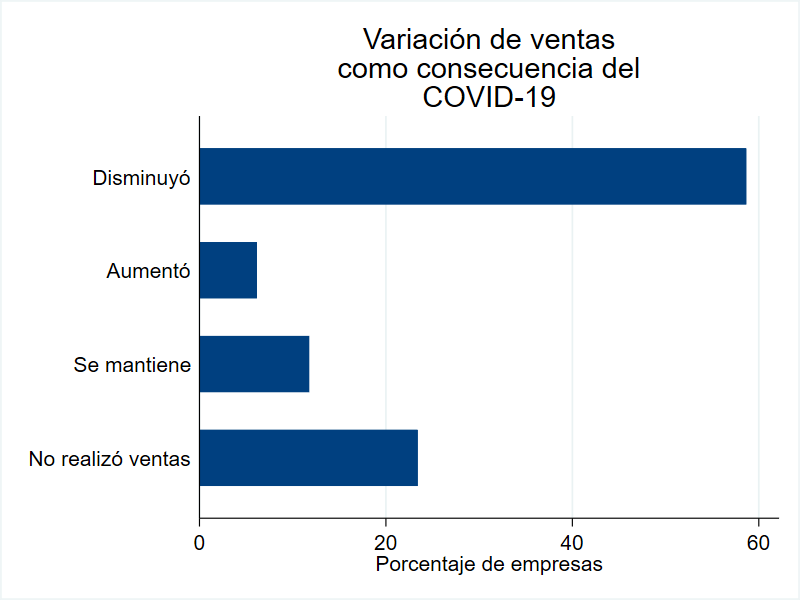 Variación de ventas
como consecuencia del
COVID-19
Disminuyó
Aumentó
Se mantiene
No realizó ventas
0 20 40 60
Porcentaje de empresas